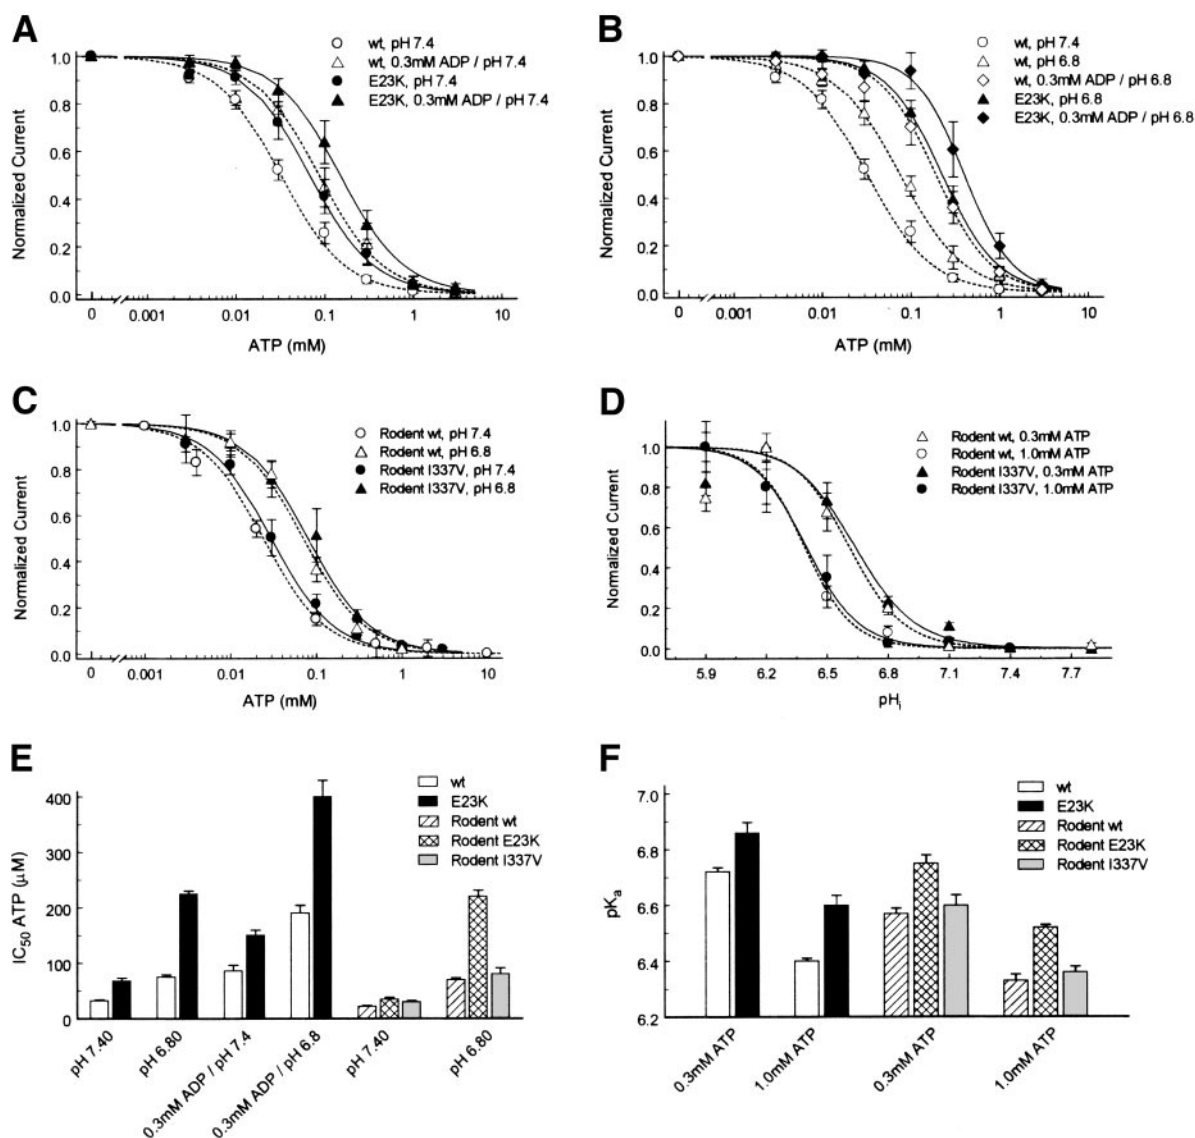 A
wt, pH 7.4
wt, 0.3mM ADP / pH 7.4
E23K, pH 7.4
E23K, 0.3mM ADP / pH 7.4
Normalized Current
1.0
0.8
0.6
0.4
0.2
0.0
0 0.001 0.01 0.1 1 10
ATP (mM)
B
wt, pH 7.4
wt, pH 6.8
wt, 0.3mM ADP / pH 6.8
E23K, pH 6.8
E23K, 0.3mM ADP / pH 6.8
Normalized Current
1.0
0.8
0.6
0.4
0.2
0.0
0 0.001 0.01 0.1 1 10
ATP (mM)
C
Rodent wt, pH 7.4
Rodent wt, pH 6.8
Rodent I337V, pH 7.4
Rodent I337V, pH 6.8
Normalized Current
1.0
0.8
0.6
0.4
0.2
0.0
0 0.001 0.01 0.1 1 10
ATP (mM)
D
Rodent wt, 0.3mM ATP
Rodent wt, 1.0mM ATP
Rodent I337V, 0.3mM ATP
Rodent I337V, 1.0mM ATP
Normalized Current
1.0
0.8
0.6
0.4
0.2
0.0
5.9 6.2 6.5 6.8 7.1 7.4 7.7
pHi
E
wt
E23K
Rodent wt
Rodent E23K
Rodent I337V
IC50 ATP (µM)
400
300
200
100
0
pH 7.40
pH 6.80
0.3mM ADP / pH 7.4
0.3mM ADP / pH 6.8
pH 7.40
pH 6.80
F
wt
E23K
Rodent wt
Rodent E23K
Rodent I337V
pKa
7.0
6.8
6.6
6.4
6.2
0.3mM ATP
1.0mM ATP
0.3mM ATP
1.0mM ATP